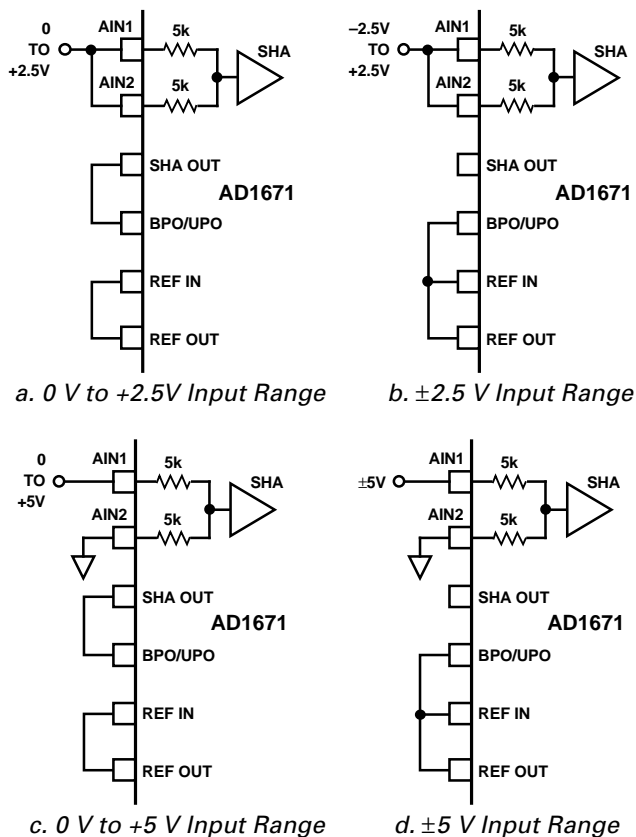 0
TO
+2.5V
AIN1
5k
SHA
AIN2
5k
SHA OUT
AD1671
BPO/UPO
REF IN
REF OUT
a. 0 V to +2.5V Input Range
–2.5V
TO
+2.5V
AIN1
5k
SHA
AIN2
5k
SHA OUT
AD1671
BPO/UPO
REF IN
REF OUT
b. ±2.5 V Input Range
0
TO
+5V
AIN1
5k
SHA
AIN2
5k
SHA OUT
AD1671
BPO/UPO
REF IN
REF OUT
c. 0 V to +5 V Input Range
±5V
AIN1
5k
SHA
AIN2
5k
SHA OUT
AD1671
BPO/UPO
REF IN
REF OUT
d. ±5 V Input Range